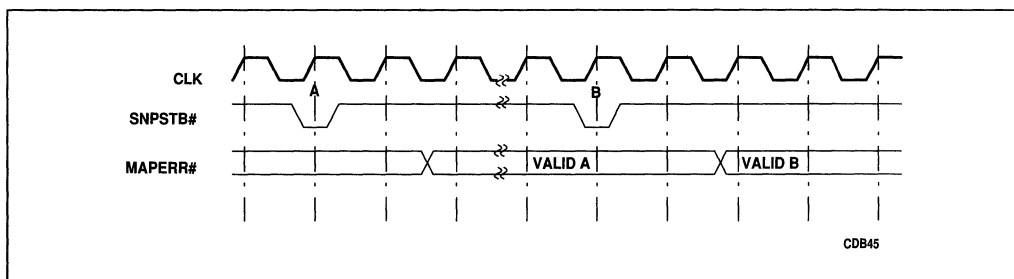 CLK
A
B
SNPSTB#
MAPERR#
VALID A
VALID B
CDB45